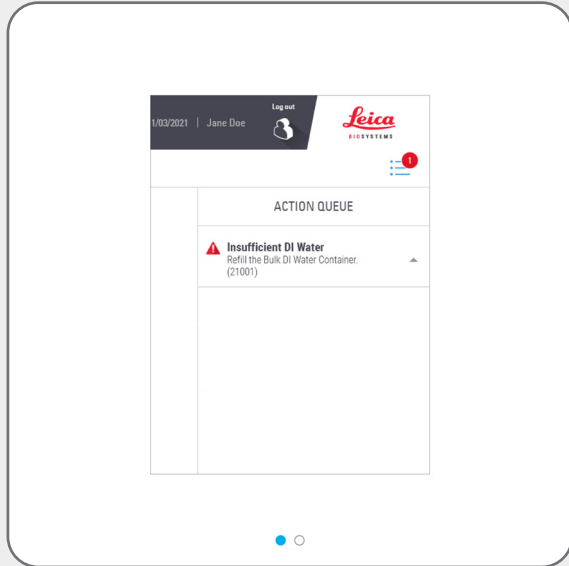 Log out
1/03/2021 | Jane Doe
Leica
BIOSYSTEMS
1
ACTION QUEUE
Insufficient DI Water
Refill the Bulk DI Water Container.
(21001)